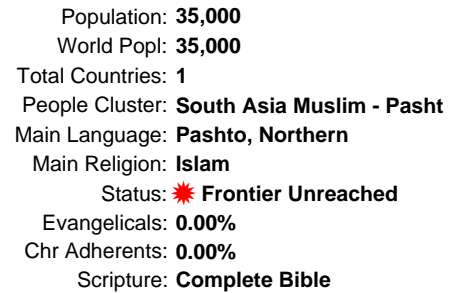 Population: 35,000
World Popl: 35,000
Total Countries: 1
People Cluster: South Asia Muslim - Pasht
Main Language: Pashto, Northern
Main Religion: Islam
Status: Frontier Unreached
Evangelicals: 0.00%
Chr Adherents: 0.00%
Scripture: Complete Bible